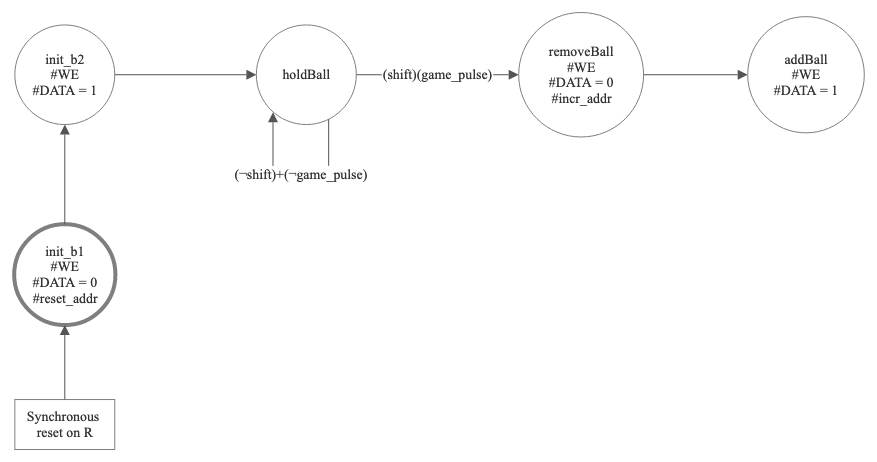 init_b2
#WE
#DATA = 1
holdBall
(shift)(game_pulse)
removeBall
#WE
#DATA = 0
#incr_addr
addBall
#WE
#DATA = 1
(¬shift)+(¬game_pulse)
init_b1
#WE
#DATA = 0
#reset_addr
Synchronous
reset on R